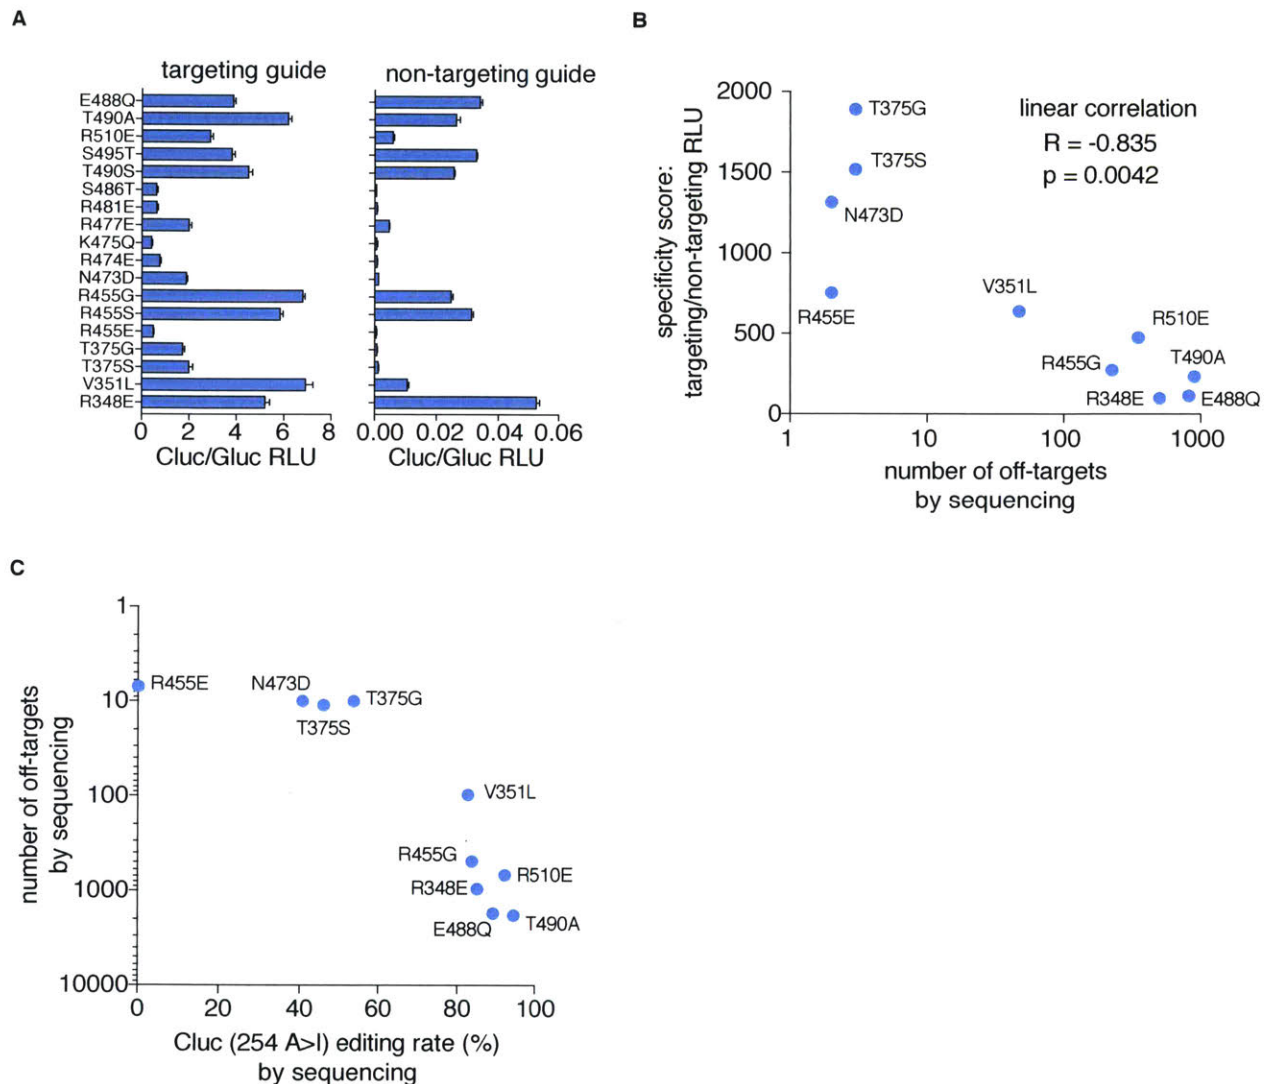 A
targeting guide
non-targeting guide
E488Q
T490A
R510E
S495T
T490S
S486T
R481E
R477E
K475Q
R474E
N473D
R455G
R455S
R455E
T375G
T375S
V351L
R348E
0 2 4 6 8
0.00 0.02 0.04 0.06
Cluc/Gluc RLU
Cluc/Gluc RLU
B
specificity score:
targeting/non-targeting RLU
2000
1500
1000
500
0
linear correlation
R = -0.835
p = 0.0042
T375G
T375S
N473D
V351L
R455E
R510E
R455G
T490A
R348E
E488Q
1 10 100 1000
number of off-targets
by sequencing
C
number of off-targets
by sequencing
1
10
100
1000
10000
R455E
N473D
T375G
T375S
V351L
R455G
R510E
R348E
E488Q
T490A
0 20 40 60 80 100
Cluc (254 A>I) editing rate (%)
by sequencing